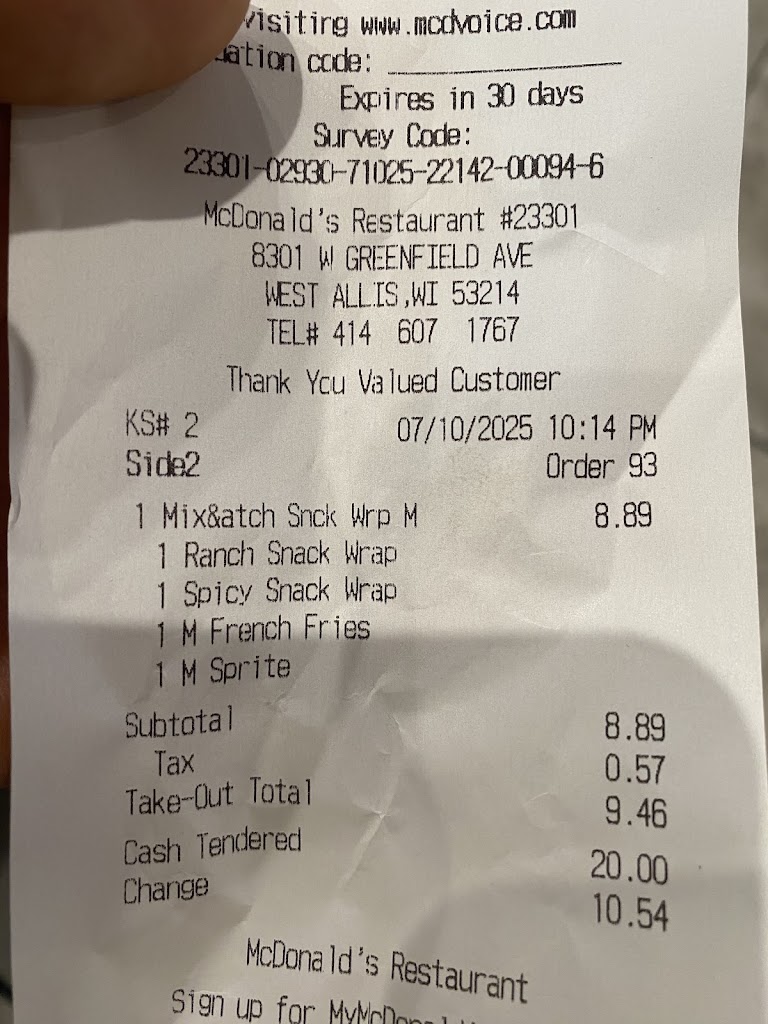 visiting www.mcdvoice.com
code: ____________
Expires in 30 days
Survey Code:
23301-02930-71025-22142-00094-6
McDonald's Restaurant #23301
8301 W GREENFIELD AVE
WEST ALLIS,WI 53214
TEL# 414 607 1767
Thank You Valued Customer
KS# 2 07/10/2025 10:14 PM
Side2 Order 93
1 Mix&atch Snck Wrp M 8.89
1 Ranch Snack Wrap
1 Spicy Snack Wrap
1 M French Fries
1 M Sprite
Subtotal 8.89
Tax 0.57
Take-Out Total 9.46
Cash Tendered 20.00
Change 10.54
McDonald's Restaurant
Sign up for